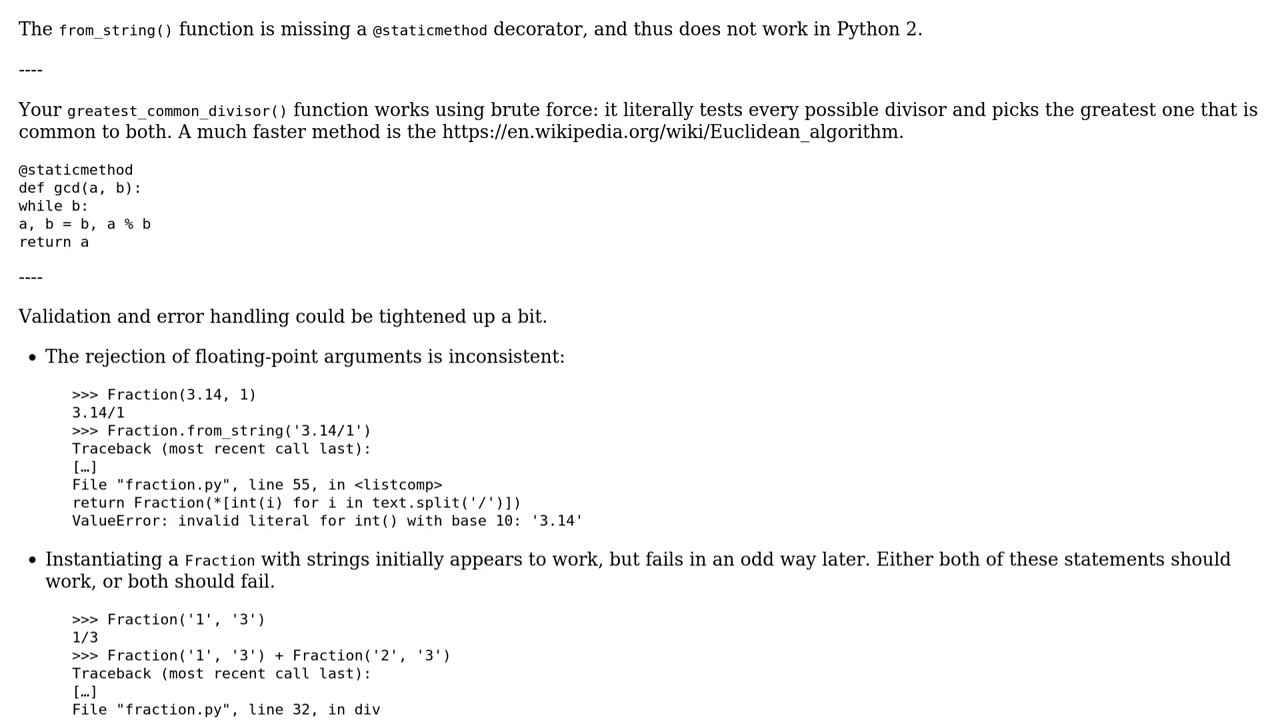 The from_string() function is missing a @staticmethod decorator, and thus does not work in Python 2.
----
Your greatest_common_divisor() function works using brute force: it literally tests every possible divisor and picks the greatest one that is
common to both. A much faster method is the https://en.wikipedia.org/wiki/Euclidean_algorithm.
@staticmethod
def gcd(a, b):
while b:
a, b = b, a % b
return a
----
Validation and error handling could be tightened up a bit.
• The rejection of floating-point arguments is inconsistent:
>>> Fraction(3.14, 1)
3.14/1
>>> Fraction.from_string('3.14/1')
Traceback (most recent call last):
[…]
File "fraction.py", line 55, in <listcomp>
return Fraction(*[int(i) for i in text.split('/')])
ValueError: invalid literal for int() with base 10: '3.14'
• Instantiating a Fraction with strings initially appears to work, but fails in an odd way later. Either both of these statements should
work, or both should fail.
>>> Fraction('1', '3')
1/3
>>> Fraction('1', '3') + Fraction('2', '3')
Traceback (most recent call last):
[…]
File "fraction.py", line 32, in div